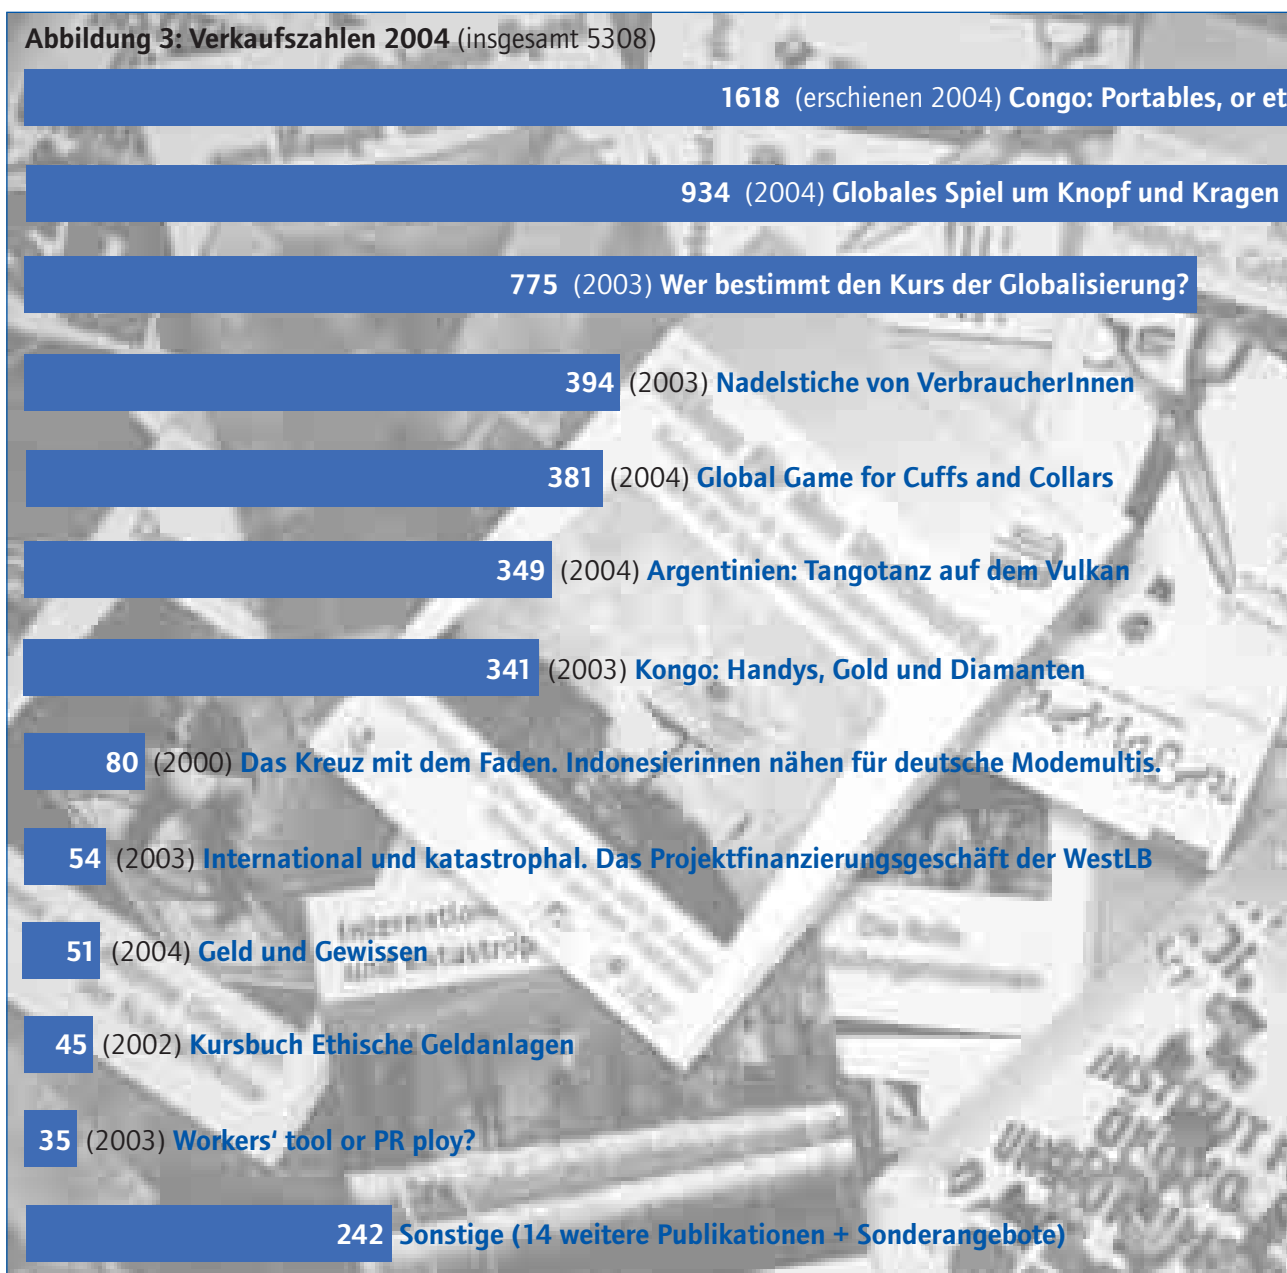 Abbildung 3: Verkaufszahlen 2004 (insgesamt 5308)
1618 (erschienen 2004) Congo: Portables, or et
934 (2004) Globales Spiel um Knopf und Kragen
775 (2003) Wer bestimmt den Kurs der Globalisierung?
394 (2003) Nadelstiche von VerbraucherInnen
381 (2004) Global Game for Cuffs and Collars
349 (2004) Argentinien: Tangotanz auf dem Vulkan
341 (2003) Kongo: Handys, Gold und Diamanten
80 (2000) Das Kreuz mit dem Faden. Indonesierinnen nähen für deutsche Modemultis.
54 (2003) International und katastrophal. Das Projektfinanzierungsgeschäft der WestLB
51 (2004) Geld und Gewissen
45 (2002) Kursbuch Ethische Geldanlagen
35 (2003) Workers‘ tool or PR ploy?
242 Sonstige (14 weitere Publikationen + Sonderangebote)
INSTITUT